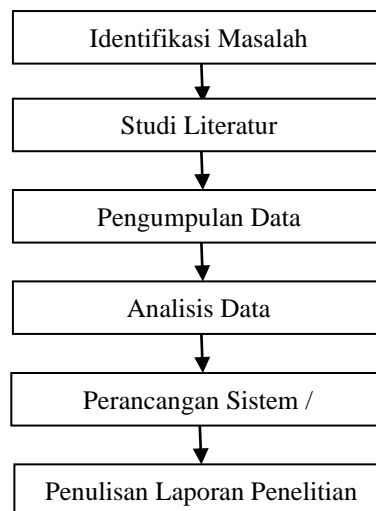 Identifikasi Masalah
Studi Literatur
Pengumpulan Data
Analisis Data
Perancangan Sistem /
Penulisan Laporan Penelitian